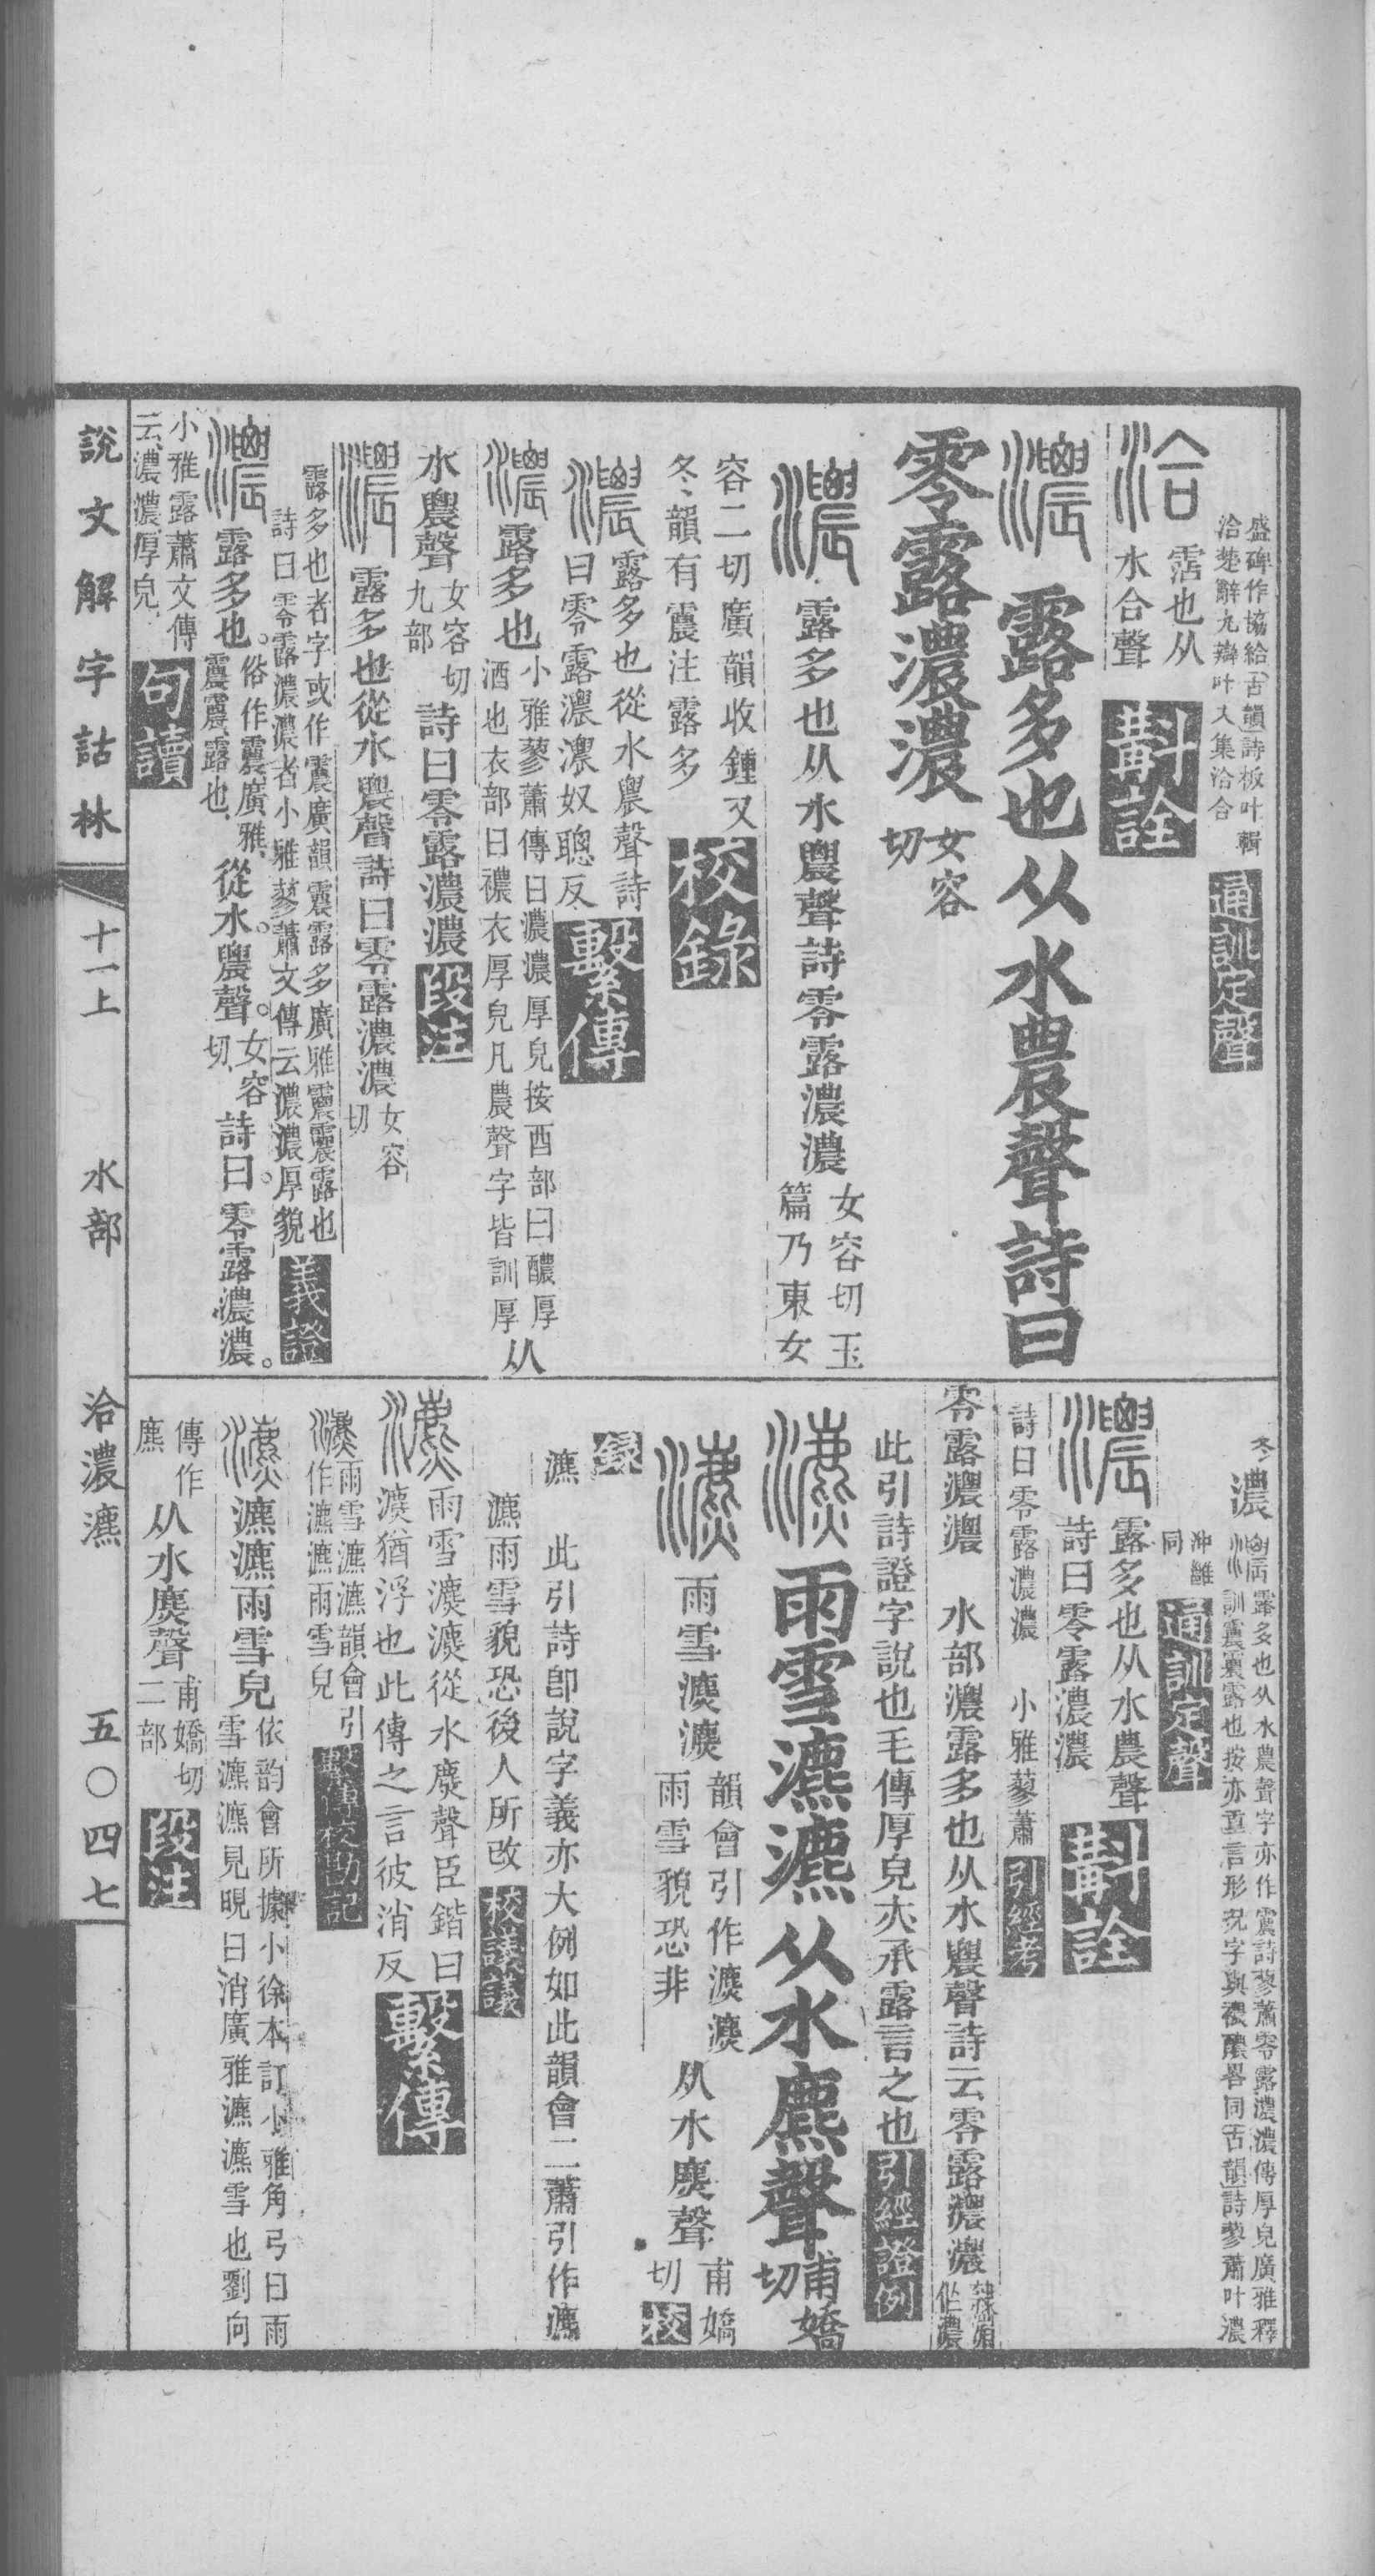 盛碑作協給古韻詩板叶輯
洽楚辭九辯叶入集洽合
通訓定聲
洽 霑也从
水合聲
斠詮
濃 露多也从水農聲詩曰
零露濃濃 女容
切
濃 露多也从水農聲詩零露濃濃 女容切玉
篇乃東女
容二切廣韻收鍾又
冬韻有震注露多
校錄
濃 露多也從水農聲詩
曰零露濃濃奴聰反
繫傳
濃 露多也 小雅蓼蕭傳曰濃濃厚皃按酉部曰醲厚
酒也衣部曰襛衣厚皃凡農聲字皆訓厚
从
水農聲 女容切
九部
詩曰零露濃濃 段注
濃 露多也從水農聲詩曰零露濃濃 女容
切
露多也者字或作震廣韻震露多廣雅震震露也
詩曰零露濃濃者小雅蓼蕭文傳云濃濃厚貌
義證
濃 露多也。俗作震廣雅、
震震露也、
從水。農聲。女容
切、
詩曰。零露濃濃。
小雅露蕭文傳
云濃濃厚皃、
句讀
冬 濃 露多也从水農聲字亦作震詩蓼蕭零露濃濃傳厚皃廣雅釋
訓震震露也按亦重言形況字與襛醲畧同古韻詩蓼蕭叶濃
沖雝
同
通訓定聲
濃 露多也从水農聲
詩曰零露濃濃
斠詮
詩曰零露濃濃 小雅蓼蕭 引經考
零露濃濃 水部濃露多也从水農聲詩云零露濃濃
此引詩證字說也毛傳厚皃大承露言之也 引經證例
瀌 雨雪瀌瀌从水麃聲 甫嬌
切
瀌 雨雪瀌瀌 韻會引作瀌瀌
雨雪貌恐非
从水麃聲 甫嬌
切
校
錄
瀌 此引詩卽說字義亦大例如此韻會二蕭引作瀌
瀌雨雪貌恐後人所改 校議議
瀌 雨雪瀌瀌從水麃聲臣鍇曰
瀌猶浮也此傳之言彼消反
繫傳
瀌 雨雪瀌瀌韻會引
作瀌瀌雨雪皃
繫傳校勘記
瀌 瀌瀌雨雪皃 依韵會所據小徐本訂小雅角弓曰雨
雪瀌瀌見晛曰消廣雅瀌瀌雪也劉向
傳作
麃
从水麃聲 甫嬌切
二部
段注
說文解字詁林 十一上 水部 洽濃瀌 五〇四七